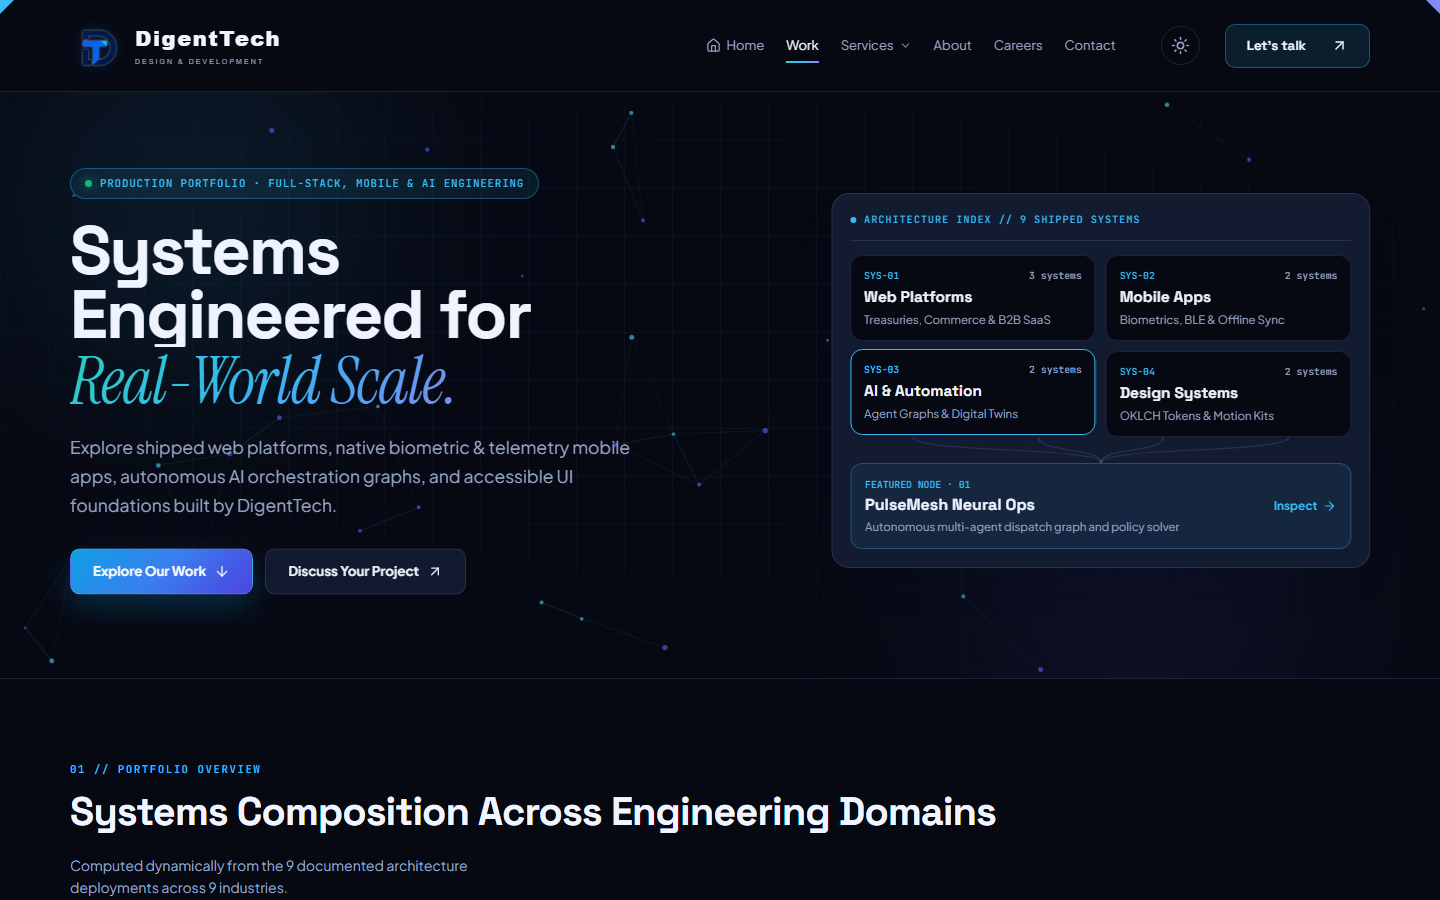 DigentTech
DESIGN & DEVELOPMENT
Home
Work
Services
About
Careers
Contact
Let's talk
PRODUCTION PORTFOLIO · FULL-STACK, MOBILE & AI ENGINEERING
Systems
Engineered for
Real-World Scale.
Explore shipped web platforms, native biometric & telemetry mobile
apps, autonomous AI orchestration graphs, and accessible UI
foundations built by DigentTech.
Explore Our Work
Discuss Your Project
ARCHITECTURE INDEX // 9 SHIPPED SYSTEMS
SYS-01
3 systems
Web Platforms
Treasuries, Commerce & B2B SaaS
SYS-02
2 systems
Mobile Apps
Biometrics, BLE & Offline Sync
SYS-03
2 systems
AI & Automation
Agent Graphs & Digital Twins
SYS-04
2 systems
Design Systems
OKLCH Tokens & Motion Kits
FEATURED NODE · 01
PulseMesh Neural Ops
Autonomous multi-agent dispatch graph and policy solver
Inspect
01 // PORTFOLIO OVERVIEW
Systems Composition Across Engineering Domains
Computed dynamically from the 9 documented architecture
deployments across 9 industries.